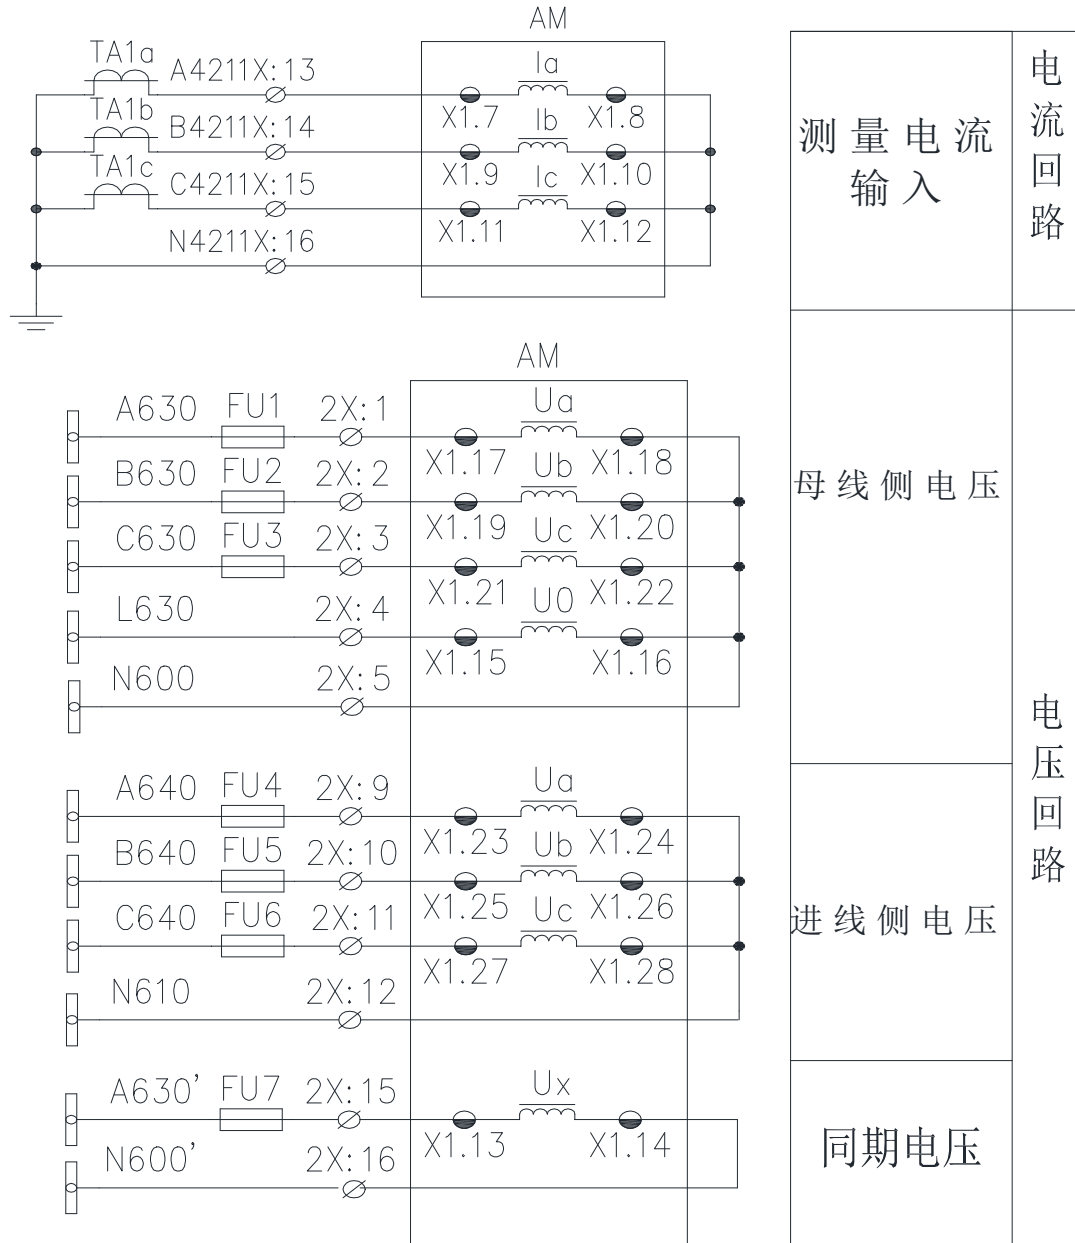 AM
TA1a A4211X:13 Ia
X1.7 X1.8
TA1b B4211X:14 Ib
X1.9 X1.10
TA1c C4211X:15 Ic
X1.11 X1.12
N4211X:16
测量电流
输入
电流回路
AM
A630 FU1 2X:1 Ua
X1.17 X1.18
B630 FU2 2X:2 Ub
X1.19 X1.20
C630 FU3 2X:3 Uc
X1.21 X1.22
L630 2X:4 U0
X1.15 X1.16
N600 2X:5
母线侧电压
A640 FU4 2X:9 Ua
X1.23 X1.24
B640 FU5 2X:10 Ub
X1.25 X1.26
C640 FU6 2X:11 Uc
X1.27 X1.28
N610 2X:12
进线侧电压
电压回路
A630' FU7 2X:15 Ux
X1.13 X1.14
N600' 2X:16
同期电压